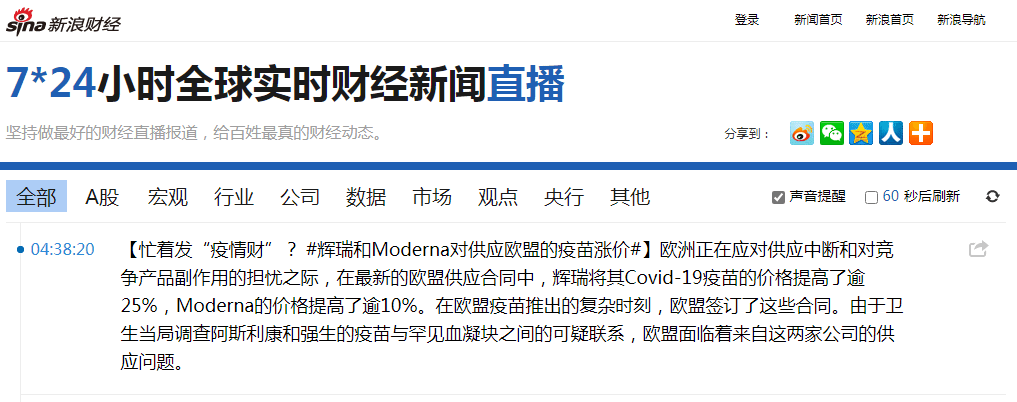 sina新浪财经
登录 新闻首页 新浪首页 新浪导航
7*24小时全球实时财经新闻直播
坚持做最好的财经直播报道，给百姓最真的财经动态。
分享到：
全部 A股 宏观 行业 公司 数据 市场 观点 央行 其他 声音提醒 60 秒后刷新
04:38:20 【忙着发“疫情财”？#辉瑞和Moderna对供应欧盟的疫苗涨价#】欧洲正在应对供应中断和对竞
争产品副作用的担忧之际，在最新的欧盟供应合同中，辉瑞将其Covid-19疫苗的价格提高了逾
25%，Moderna的价格提高了逾10%。在欧盟疫苗推出的复杂时刻，欧盟签订了这些合同。由于卫
生当局调查阿斯利康和强生的疫苗与罕见血凝块之间的可疑联系，欧盟面临着来自这两家公司的供
应问题。